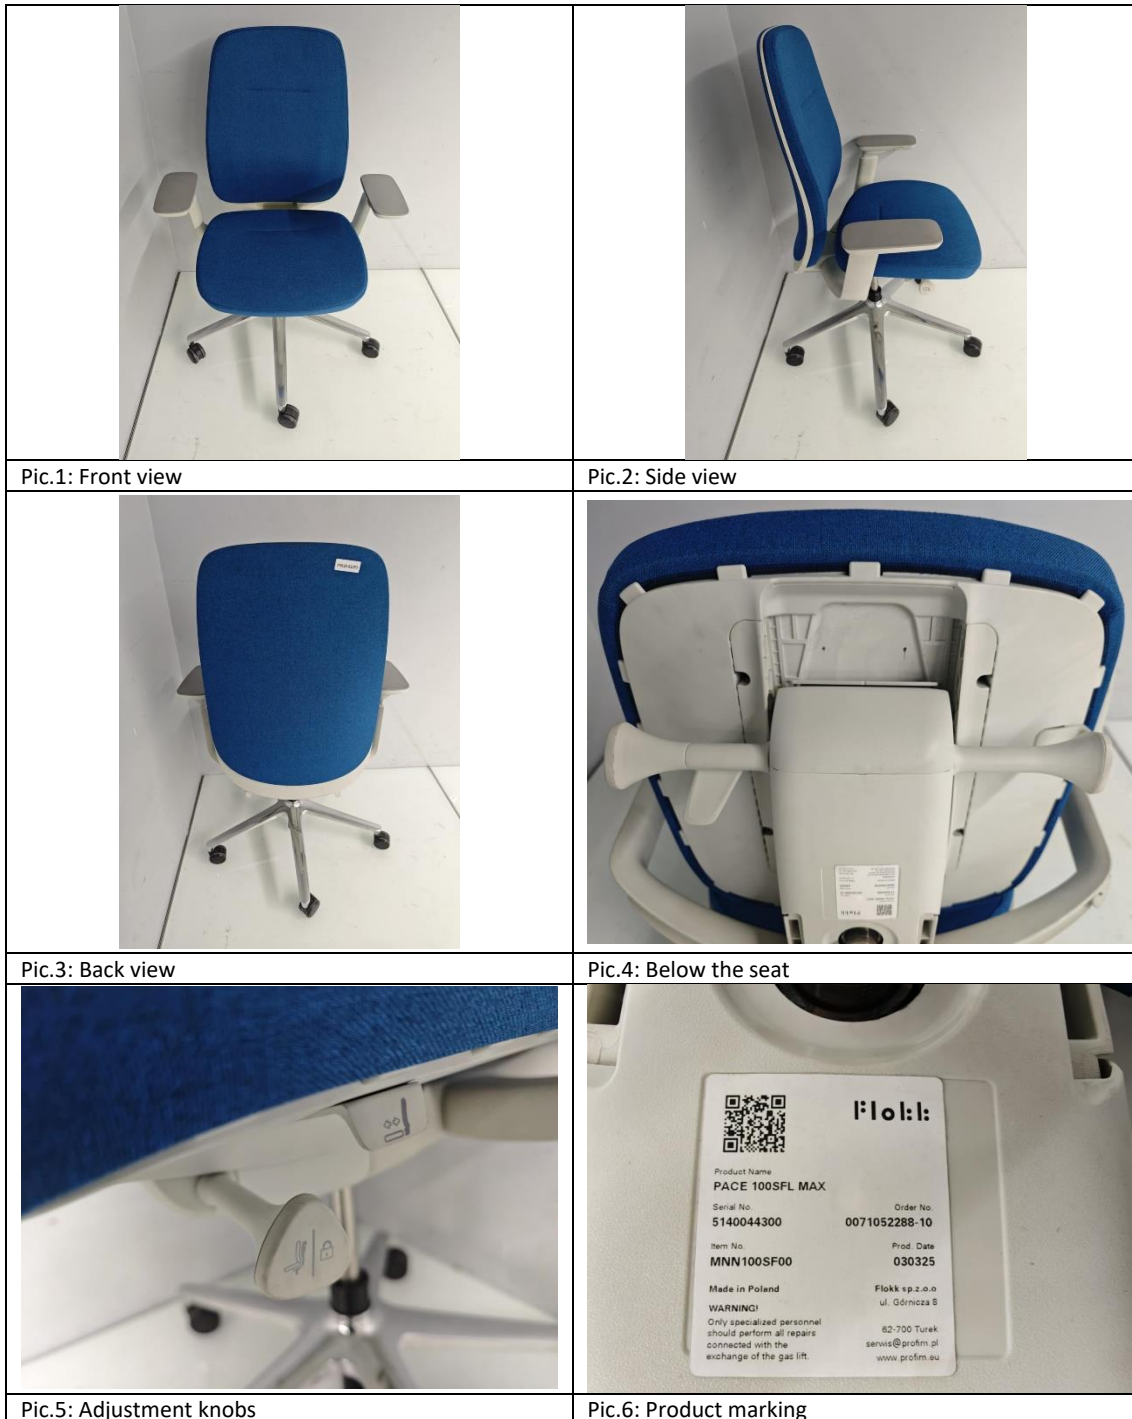 Pic.1: Front view
Pic.2: Side view
Pic.3: Back view
Pic.4: Below the seat
Flokk
Pic.5: Adjustment knobs
Flokk
Product Name
PACE 100SFL MAX
Serial No.
Order No.
5140044300
0071052288-10
Item No.
Prod. Date
MNN100SF00
030325
Made in Poland
Flokk sp.z.o.o
ul. Górnicza 8
WARNING!
Only specialized personnel
should perform all repairs
connected with the
exchange of the gas lift.
62-700 Turek
serwis@profim.pl
www.profim.eu
Pic.6: Product marking